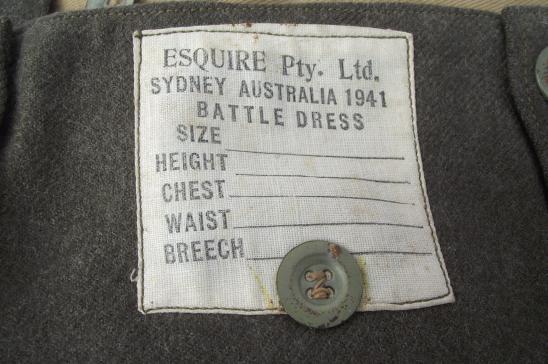 ESQUIRE Pty. Ltd.
SYDNEY AUSTRALIA 1941
BATTLE DRESS
SIZE
HEIGHT
CHEST
WAIST
BREECH